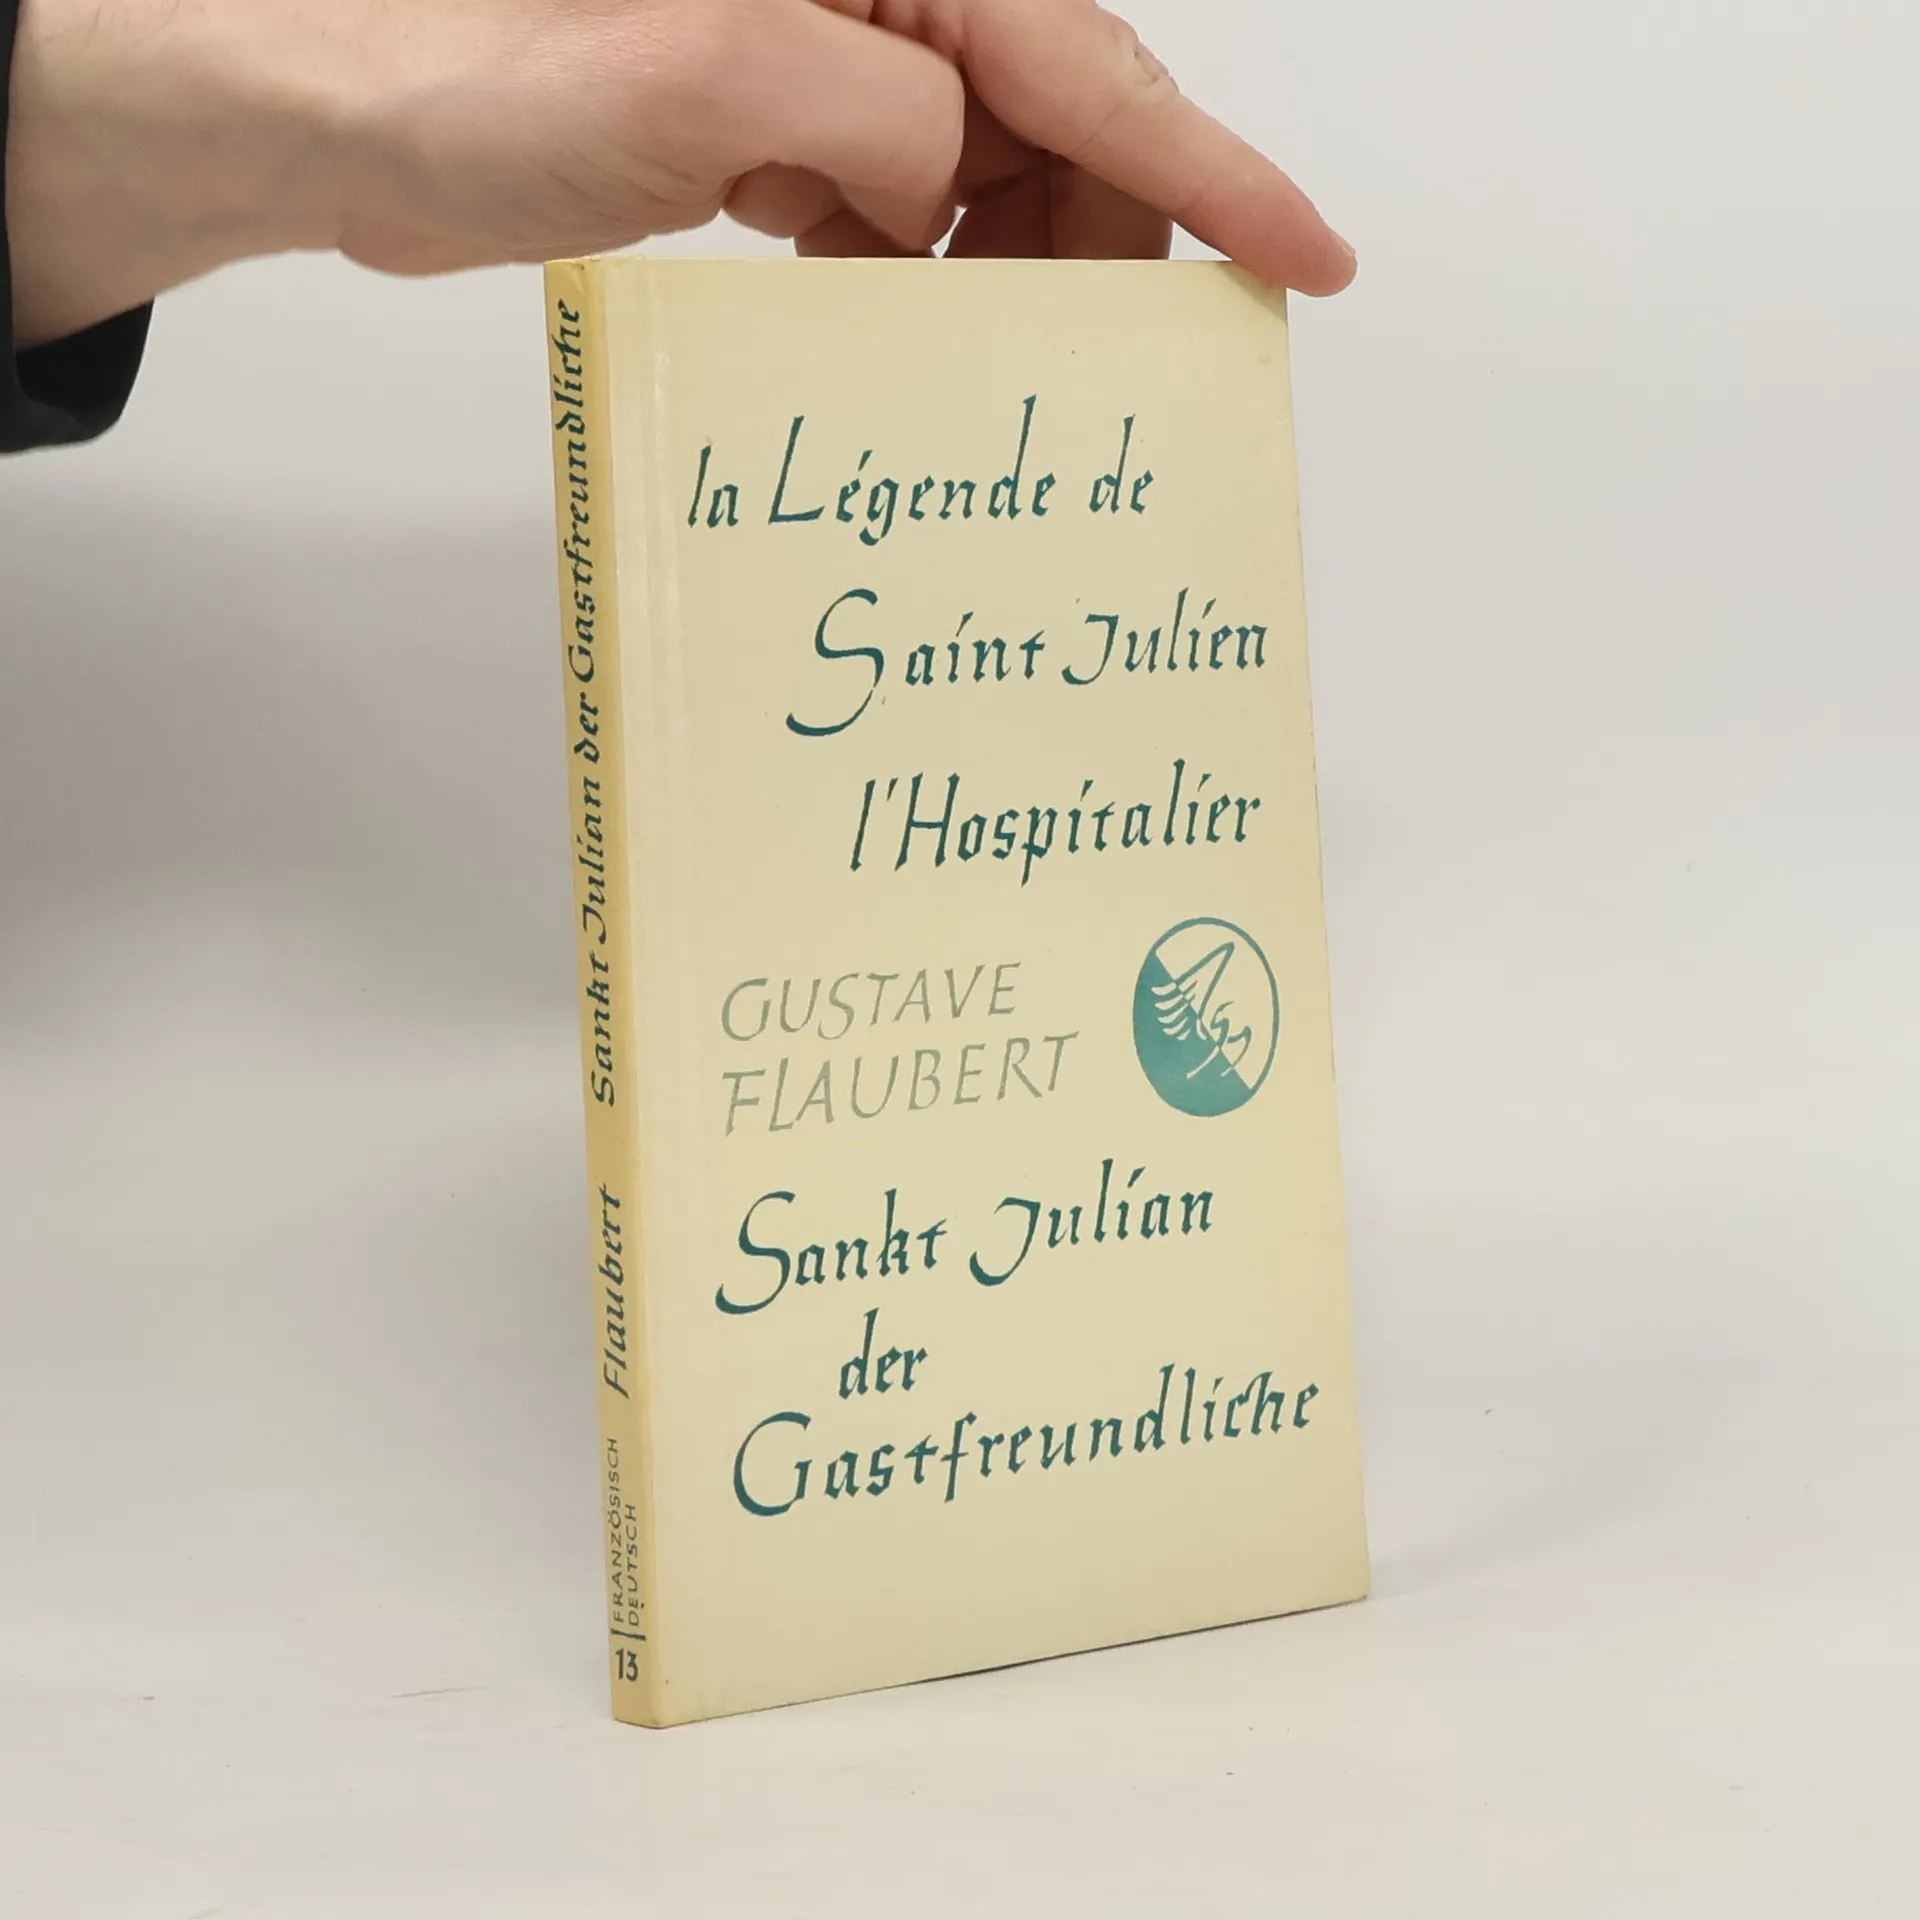 la Légende de
Saint Julien
l'Hospitalier
GUSTAVE
FLAUBERT
Sankt Julian
der
Gastfreundliche
13 FRANZÖSISCH
DEUTSCH
Flaubert Sankt Julian der Gastfreundliche